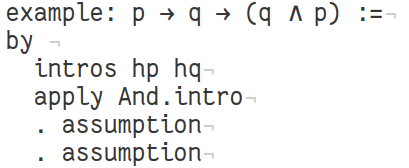 example: p → q → (q ∧ p) :=¬
by ¬
  intros hp hq¬
  apply And.intro¬
  . assumption¬
  . assumption¬